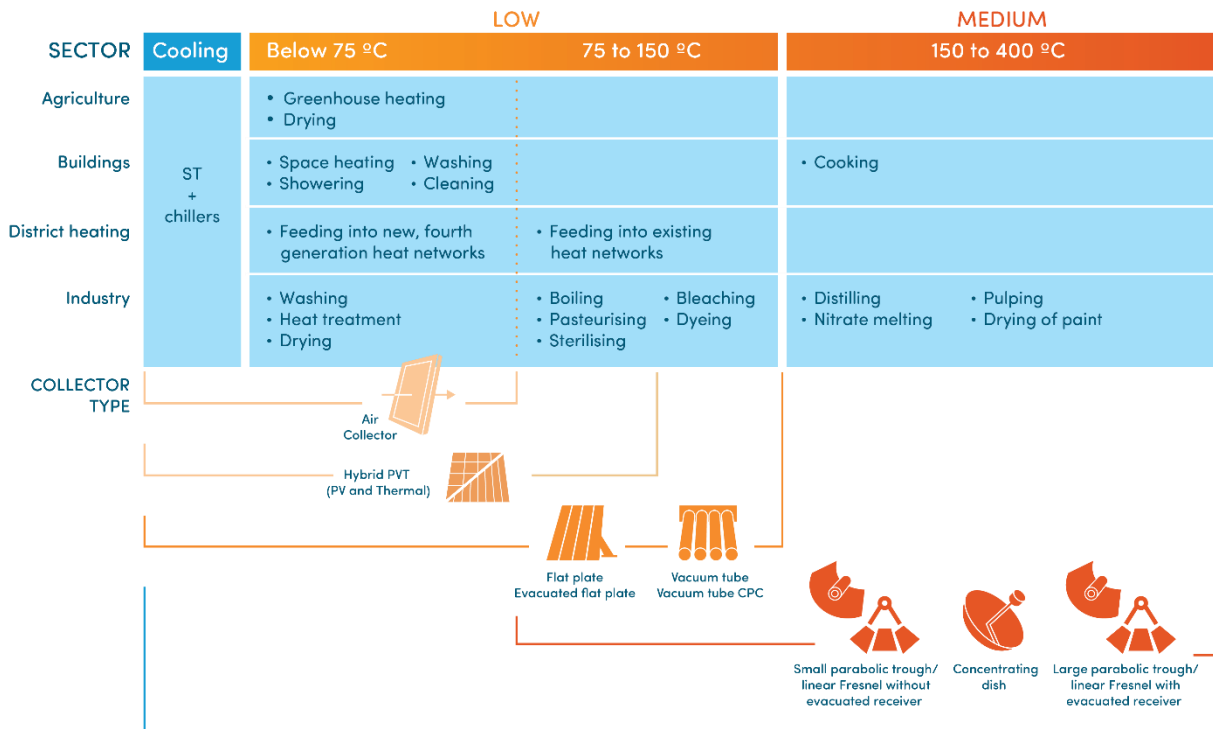 LOW
MEDIUM
SECTOR
Cooling
Below 75 ºC
75 to 150 ºC
150 to 400 ºC
Agriculture
• Greenhouse heating
• Drying
Buildings
ST
+
chillers
• Space heating
• Showering
• Washing
• Cleaning
• Cooking
District heating
• Feeding into new, fourth
generation heat networks
• Feeding into existing
heat networks
Industry
• Washing
• Heat treatment
• Drying
• Boiling
• Pasteurising
• Sterilising
• Bleaching
• Dyeing
• Distilling
• Nitrate melting
• Pulping
• Drying of paint
COLLECTOR
TYPE
Air
Collector
Hybrid PVT
(PV and Thermal)
Flat plate
Evacuated flat plate
Vacuum tube
Vacuum tube CPC
Small parabolic trough/
linear Fresnel without
evacuated receiver
Concentrating
dish
Large parabolic trough/
linear Fresnel with
evacuated receiver